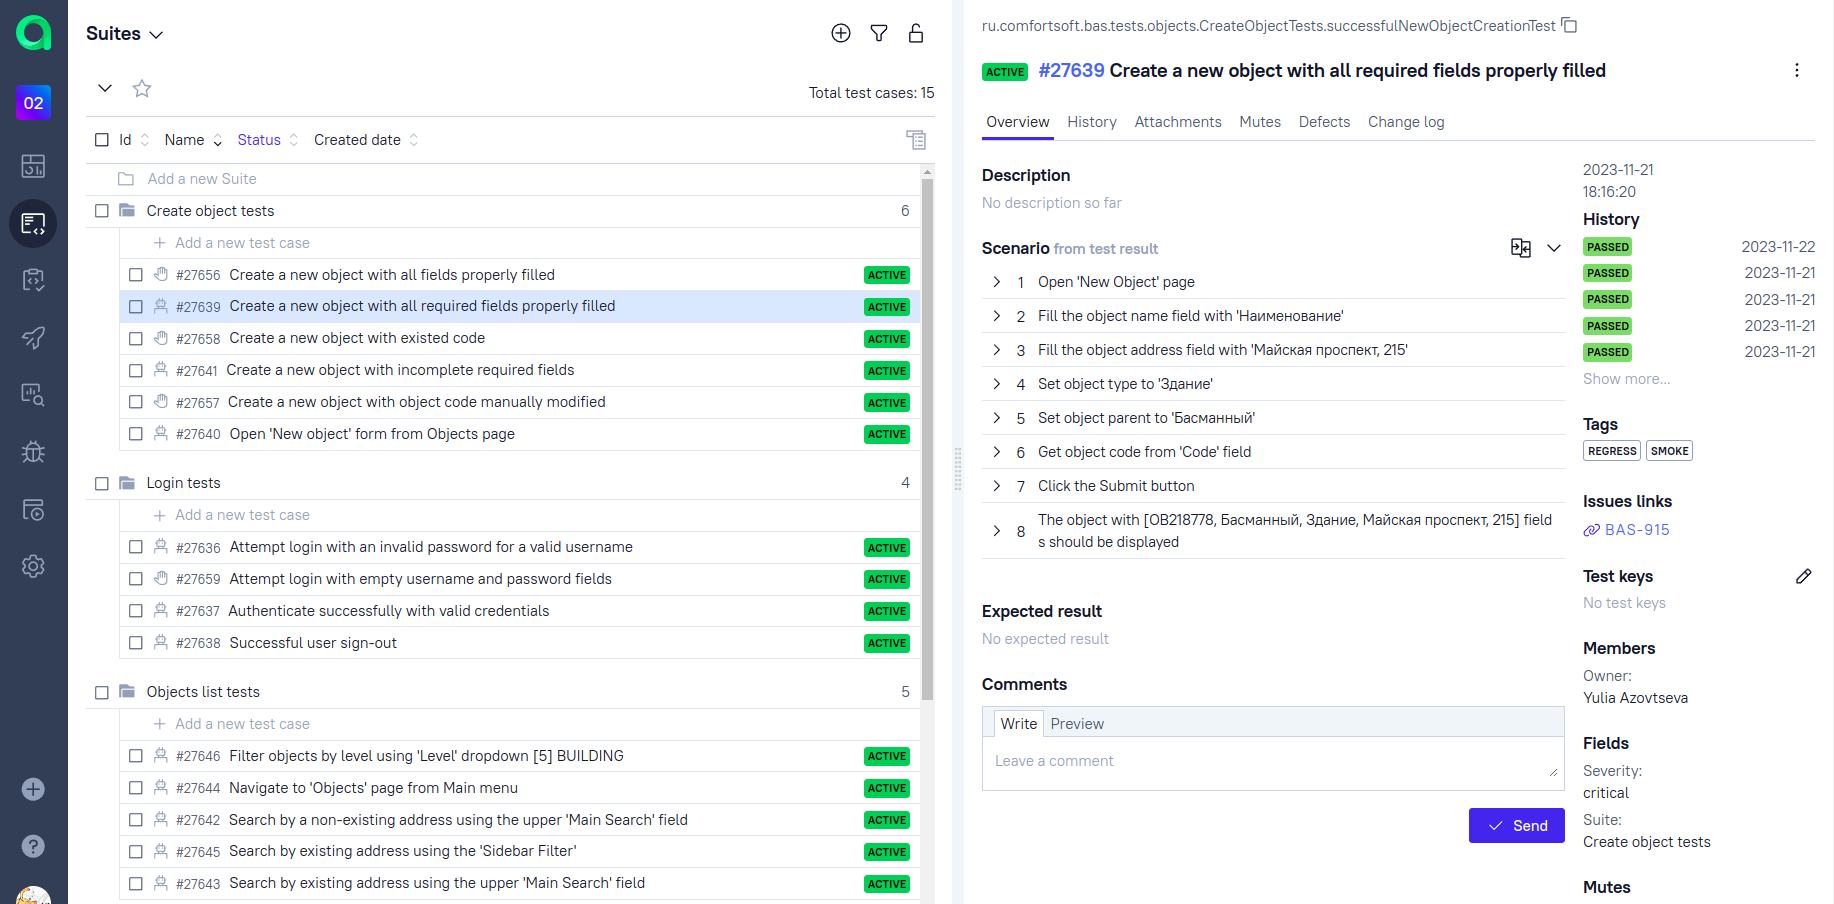 02
Suites
Total test cases: 15
Id Name Status Created date
Add a new Suite
Create object tests 6
Add a new test case
#27656 Create a new object with all fields properly filled ACTIVE
#27639 Create a new object with all required fields properly filled ACTIVE
#27658 Create a new object with existed code ACTIVE
#27641 Create a new object with incomplete required fields ACTIVE
#27657 Create a new object with object code manually modified ACTIVE
#27640 Open 'New object' form from Objects page ACTIVE
Login tests 4
Add a new test case
#27636 Attempt login with an invalid password for a valid username ACTIVE
#27659 Attempt login with empty username and password fields ACTIVE
#27637 Authenticate successfully with valid credentials ACTIVE
#27638 Successful user sign-out ACTIVE
Objects list tests 5
Add a new test case
#27646 Filter objects by level using 'Level' dropdown [5] BUILDING ACTIVE
#27644 Navigate to 'Objects' page from Main menu ACTIVE
#27642 Search by a non-existing address using the upper 'Main Search' field ACTIVE
#27645 Search by existing address using the 'Sidebar Filter' ACTIVE
#27643 Search by existing address using the upper 'Main Search' field ACTIVE
ru.comfortsoft.bas.tests.objects.CreateObjectTests.successfulNewObjectCreationTest
ACTIVE #27639 Create a new object with all required fields properly filled
Overview History Attachments Mutes Defects Change log
Description
No description so far
Scenario from test result
1 Open 'New Object' page
2 Fill the object name field with 'Наименование'
3 Fill the object address field with 'Майская проспект, 215'
4 Set object type to 'Здание'
5 Set object parent to 'Басманный'
6 Get object code from 'Code' field
7 Click the Submit button
8 The object with [OB218778, Басманный, Здание, Майская проспект, 215] field
s should be displayed
Expected result
No expected result
Comments
Write Preview
Leave a comment
Send
2023-11-21
18:16:20
History
PASSED 2023-11-22
PASSED 2023-11-21
PASSED 2023-11-21
PASSED 2023-11-21
PASSED 2023-11-21
Show more...
Tags
REGRESS SMOKE
Issues links
BAS-915
Test keys
No test keys
Members
Owner:
Yulia Azovtseva
Fields
Severity:
critical
Suite:
Create object tests
Mutes